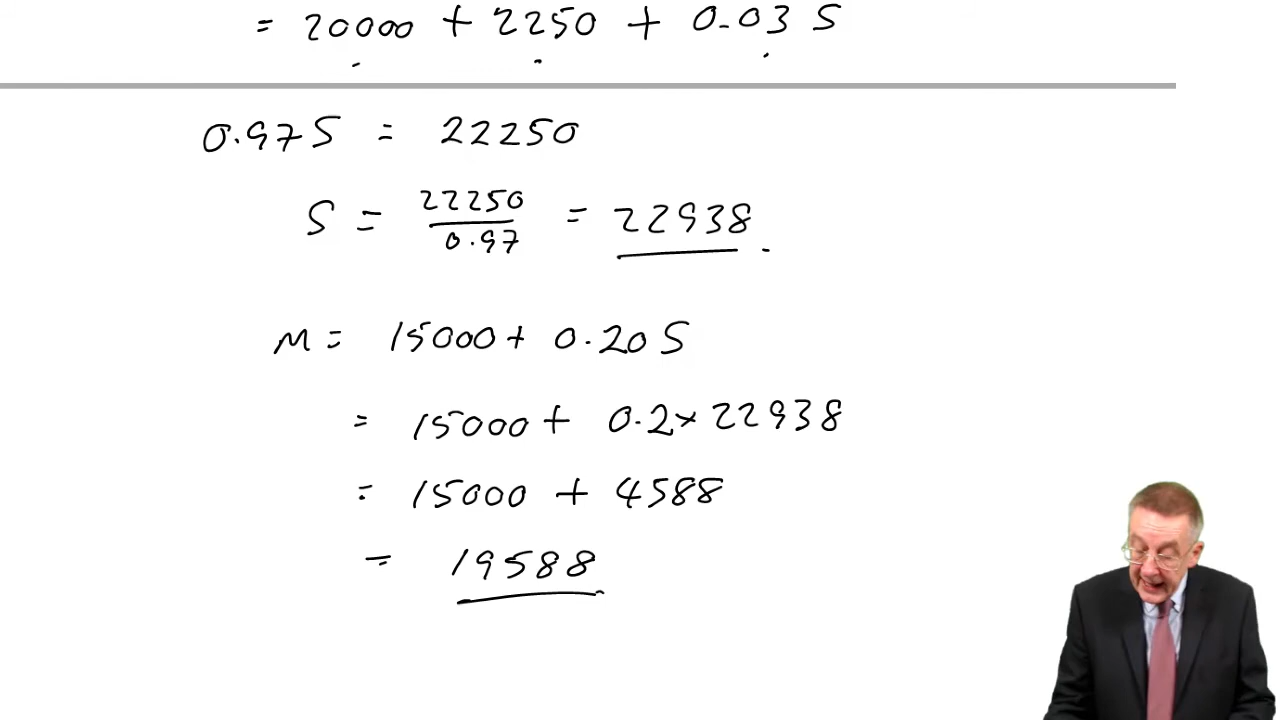 = 20000 + 2250 + 0.03 S
0.97S = 22250
S = 22250/0.97 = 22938
M = 15000 + 0.20 S
= 15000 + 0.2 × 22938
= 15000 + 4588
= 19588